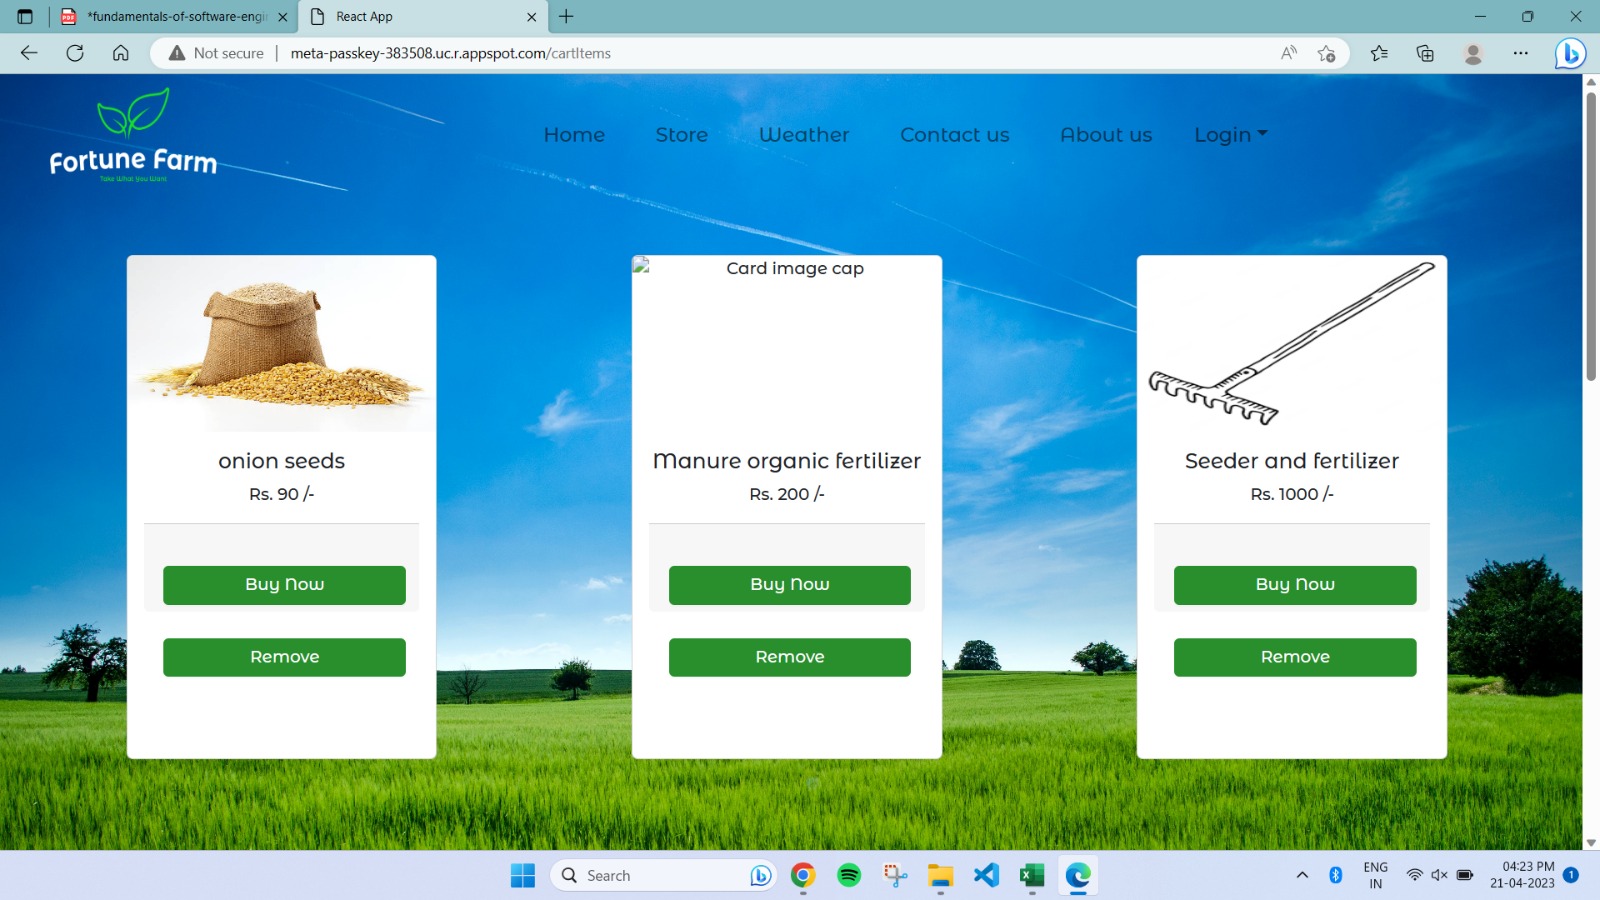 *fundamentals-of-software-engi
React App
Not secure
meta-passkey-383508.uc.r.appspot.com/cartItems
Fortune Farm
Take What You Want
Home
Store
Weather
Contact us
About us
Login
Card image cap
onion seeds
Manure organic fertilizer
Seeder and fertilizer
Rs. 90 /-
Rs. 200 /-
Rs. 1000 /-
Buy Now
Buy Now
Buy Now
Remove
Remove
Remove
Search
ENG
IN
04:23 PM
21-04-2023
1